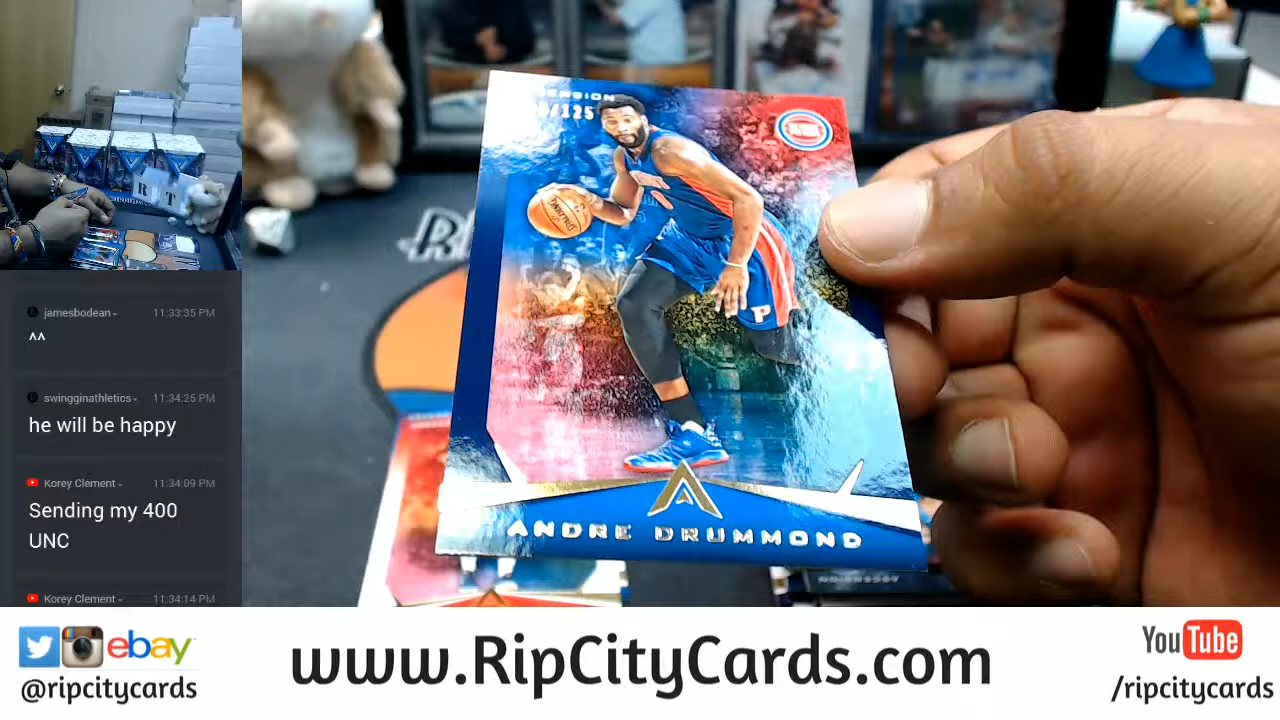 /125
P
ANDRE DRUMMOND
R T
jamesbodean 11:33:35 PM
^^
swingginathletics 11:34:25 PM
he will be happy
Korey Clement 11:34:09 PM
Sending my 400
UNC
Korey Clement 11:34:14 PM
ebay
@ripcitycards
www.RipCityCards.com
YouTube
/ripcitycards